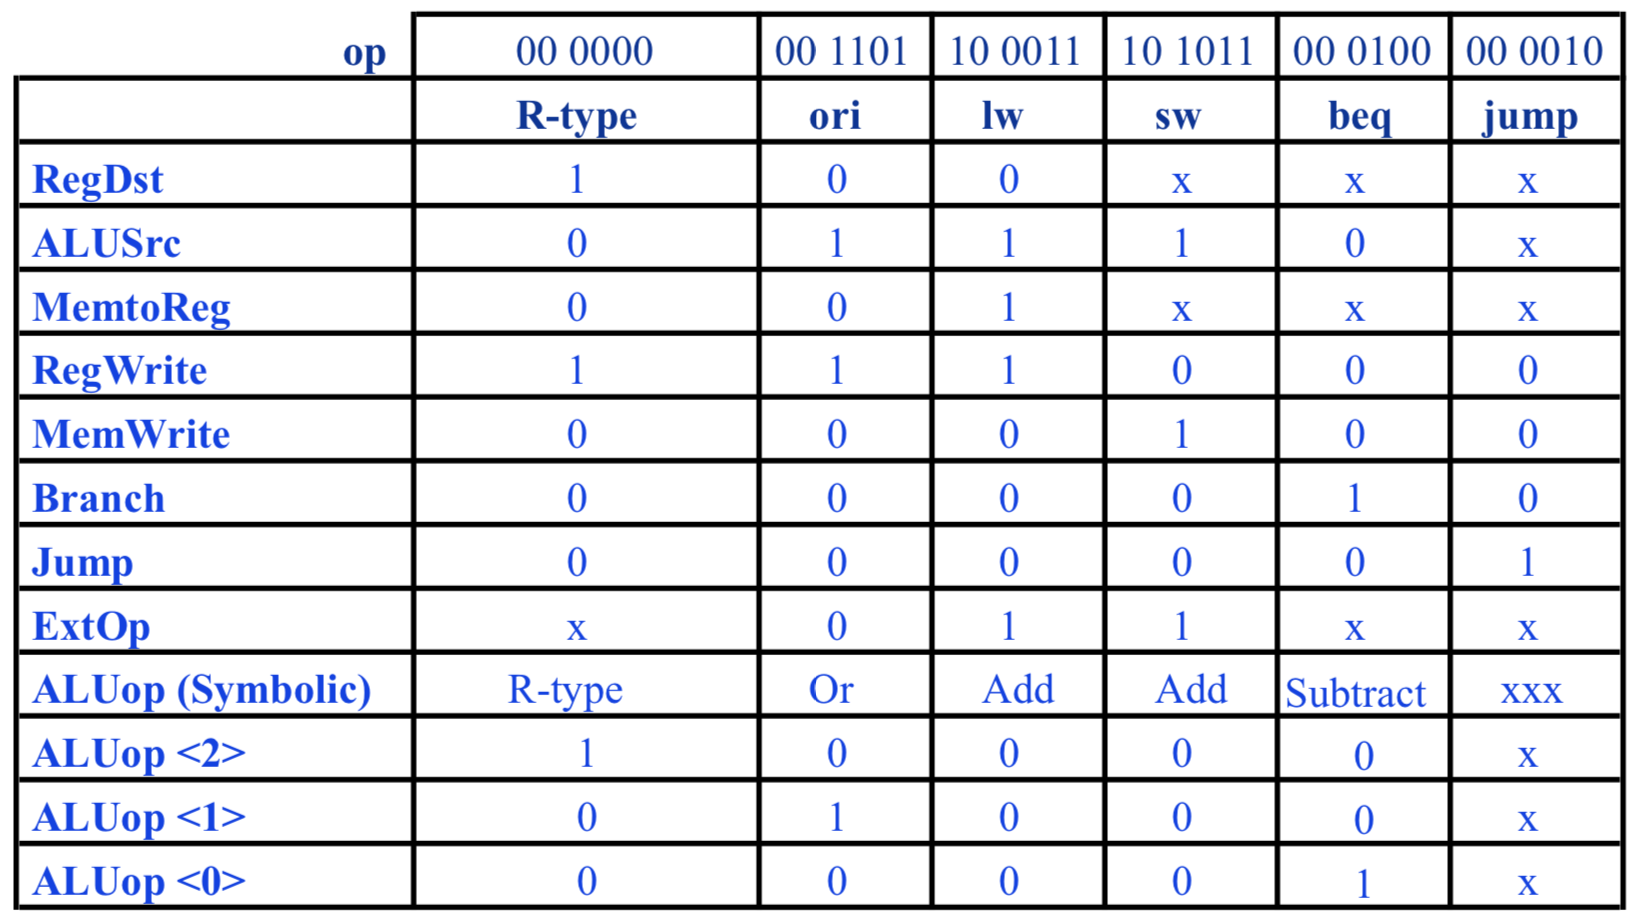 op 00 0000 00 1101 10 0011 10 1011 00 0100 00 0010
R-type ori lw sw beq jump
RegDst 1 0 0 x x x
ALUSrc 0 1 1 1 0 x
MemtoReg 0 0 1 x x x
RegWrite 1 1 1 0 0 0
MemWrite 0 0 0 1 0 0
Branch 0 0 0 0 1 0
Jump 0 0 0 0 0 1
ExtOp x 0 1 1 x x
ALUop (Symbolic) R-type Or Add Add Subtract xxx
ALUop <2> 1 0 0 0 0 x
ALUop <1> 0 1 0 0 0 x
ALUop <0> 0 0 0 0 1 x